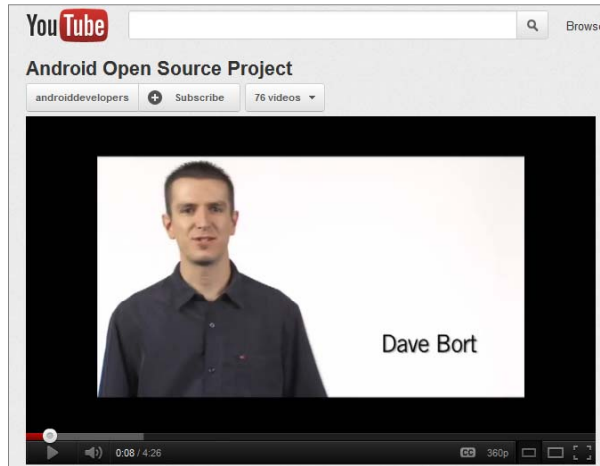 YouTube
Browse
Android Open Source Project
androiddevelopers Subscribe 76 videos
Dave Bort
0:08 / 4:26 CC 360p